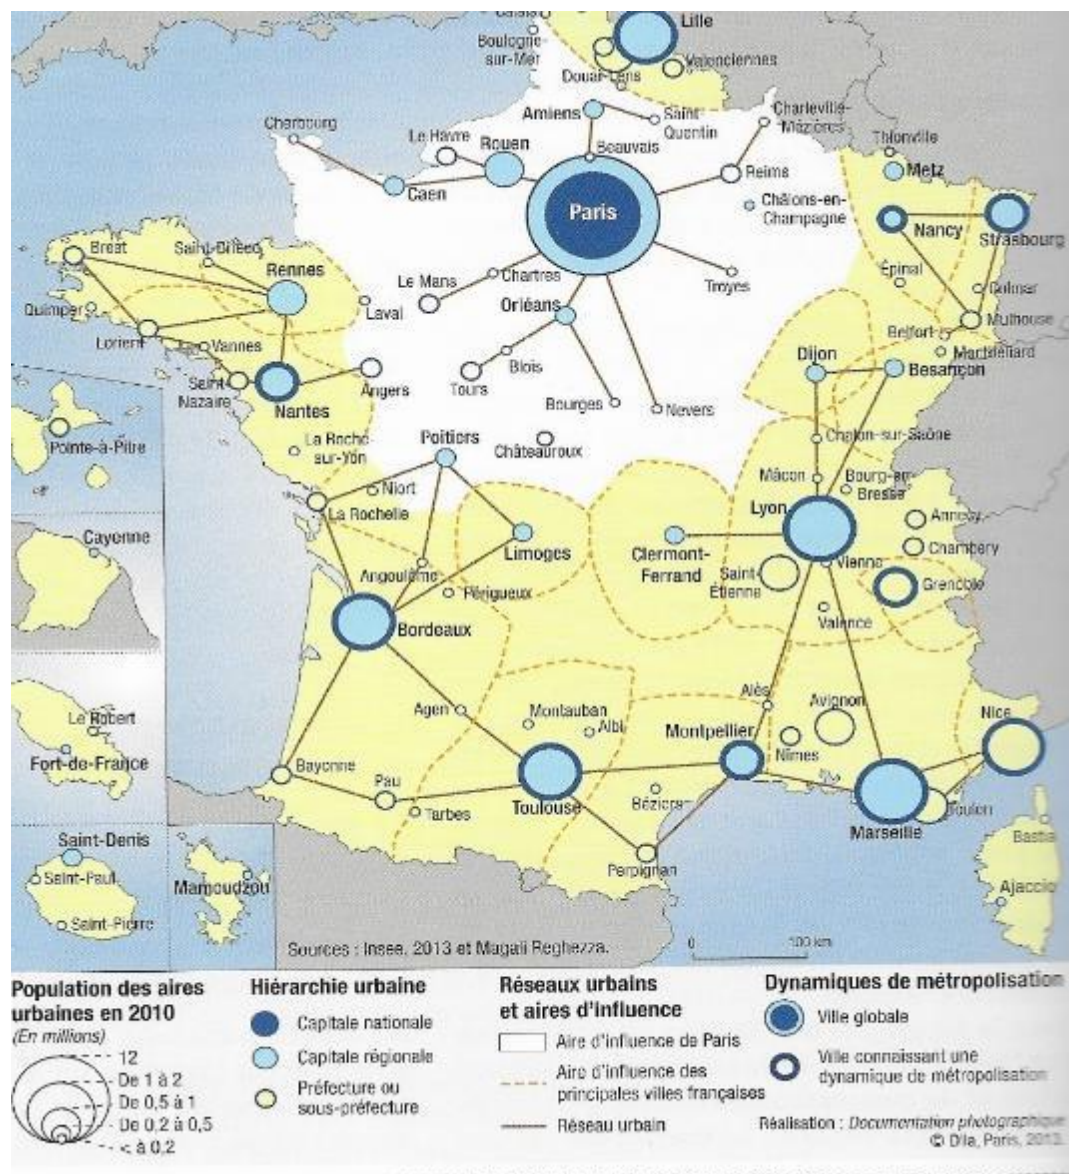 Calais
Lille
Boulogne-
sur-Mer
Valenciennes
Douai-Lens
Amiens
Saint-
Quentin
Charleville-
Mézières
Cherbourg
Le Havre
Rouen
Beauvais
Thionville
Metz
Reims
Caen
Paris
Châlons-en-
Champagne
Nancy
Strasbourg
Brest
Saint-Brieuc
Rennes
Le Mans
Chartres
Troyes
Épinal
Colmar
Quimper
Laval
Orléans
Mulhouse
Belfort
Lorient
Vannes
Montbéliard
Dijon
Besançon
Saint-
Nazaire
Nantes
Angers
Tours
Blois
Bourges
Nevers
Pointe-à-Pitre
La Roche-
sur-Yon
Poitiers
Châteauroux
Chalon-sur-Saône
Niort
La Rochelle
Mâcon
Bourg-en-
Bresse
Lyon
Annecy
Cayenne
Limoges
Clermont-
Ferrand
Vienne
Chambéry
Angoulême
Périgueux
Saint-
Étienne
Grenoble
Bordeaux
Valence
Le Robert
Fort-de-France
Agen
Montauban
Albi
Alès
Avignon
Nice
Montpellier
Nîmes
Bayonne
Pau
Tarbes
Toulouse
Béziers
Marseille
Toulon
Bastia
Saint-Denis
Saint-Paul
Saint-Pierre
Mamoudzou
Perpignan
Ajaccio
Sources : Insee, 2013 et Magali Reghezza.
0 100 km
Population des aires
urbaines en 2010
(En millions)
12
De 1 à 2
De 0,5 à 1
De 0,2 à 0,5
< à 0,2
Hiérarchie urbaine
Capitale nationale
Capitale régionale
Préfecture ou
sous-préfecture
Réseaux urbains
et aires d'influence
Aire d'influence de Paris
Aire d'influence des
principales villes françaises
Réseau urbain
Dynamiques de métropolisation
Ville globale
Ville connaissant une
dynamique de métropolisation
Réalisation : Documentation photographique
© Dila, Paris, 2013.